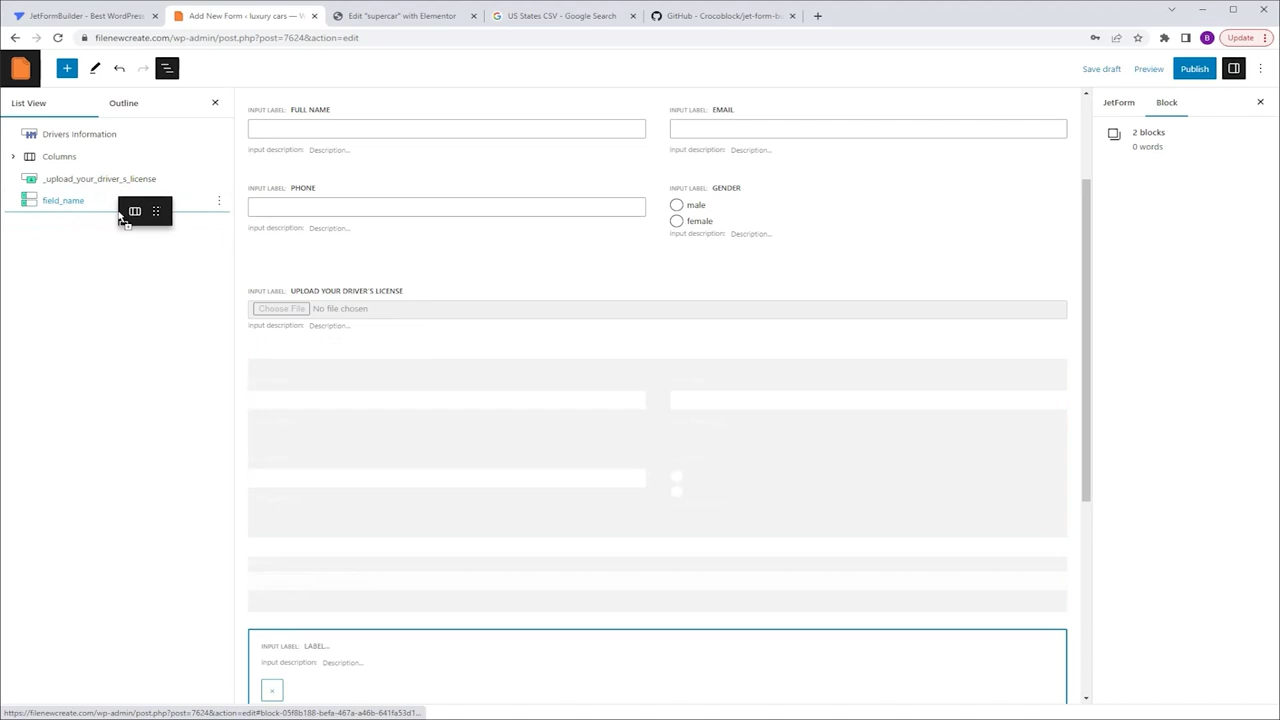 JetFormBuilder - Best WordPress
Add New Form ‹ luxury cars — W
Edit "supercar" with Elementor
US States CSV - Google Search
GitHub - Crocoblock/jet-form-bu
filenewcreate.com/wp-admin/post.php?post=7624&action=edit
B
Update
Save draft
Preview
Publish
List View
Outline
JetForm
Block
Drivers Information
Columns
_upload_your_driver_s_license
field_name
2 blocks
0 words
INPUT LABEL: FULL NAME
INPUT LABEL: EMAIL
input description: Description...
input description: Description...
INPUT LABEL: PHONE
INPUT LABEL: GENDER
male
female
input description: Description...
input description: Description...
INPUT LABEL: UPLOAD YOUR DRIVER'S LICENSE
Choose File No file chosen
input description: Description...
INPUT LABEL: LABEL...
input description: Description...
×
https://filenewcreate.com/wp-admin/post.php?post=7624&action=edit#block-05f8b188-befa-467a-a46b-641fa53d1...